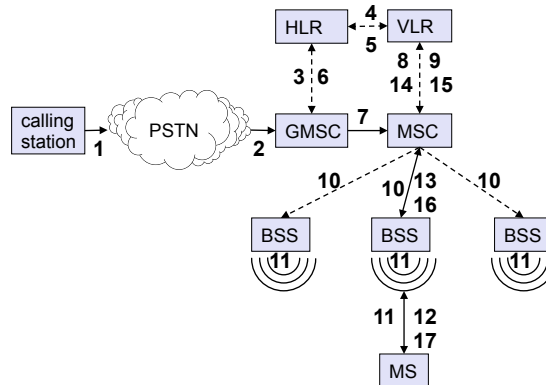 4
HLR
VLR
5
8
9
3
6
14
15
calling
station
PSTN
7
GMSC
MSC
1
2
10
10
13
10
16
BSS
BSS
BSS
11
11
11
11
12
17
MS